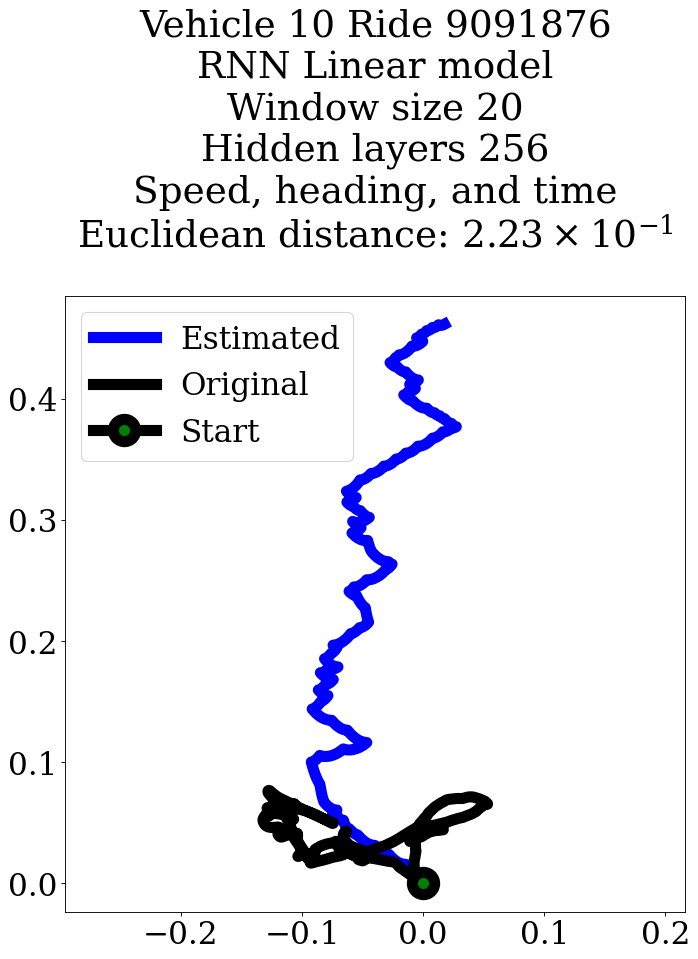 Vehicle 10 Ride 9091876
RNN Linear model
Window size 20
Hidden layers 256
Speed, heading, and time
Euclidean distance: 2.23 × 10⁻¹
Estimated
Original
Start
0.4
0.3
0.2
0.1
0.0
−0.2 −0.1 0.0 0.1 0.2